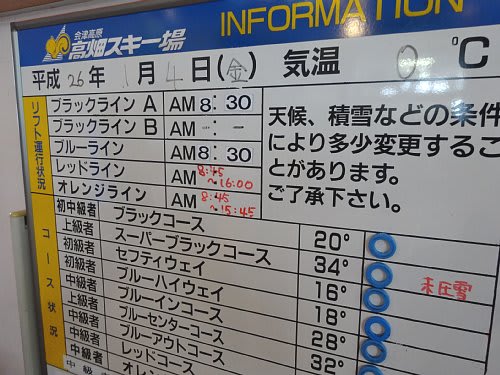 INFORMATION
会津高原
高畑スキー場
平成 26 年 1 月 4 日 (金) 気温 0 °C
リフト運行状況
ブラックライン A AM 8:30
ブラックライン B AM -:-
ブルーライン AM 8:30
レッドライン AM 8:45 ~16:00
オレンジライン AM 8:45 ~15:45
天候、積雪などの条件
により多少変更するこ
とがあります。
ご了承下さい。
コース状況
初中級者 ブラックコース 20°
上級者 スーパーブラックコース 34° 未圧雪
初級者 セフティウェイ 16°
初級者 ブルーハイウェイ 18°
中級者 ブルーインコース 28°
中級者 ブルーセンターコース 32°
中級者 ブルーアウトコース
中級者 レッドコース
中級 オレン